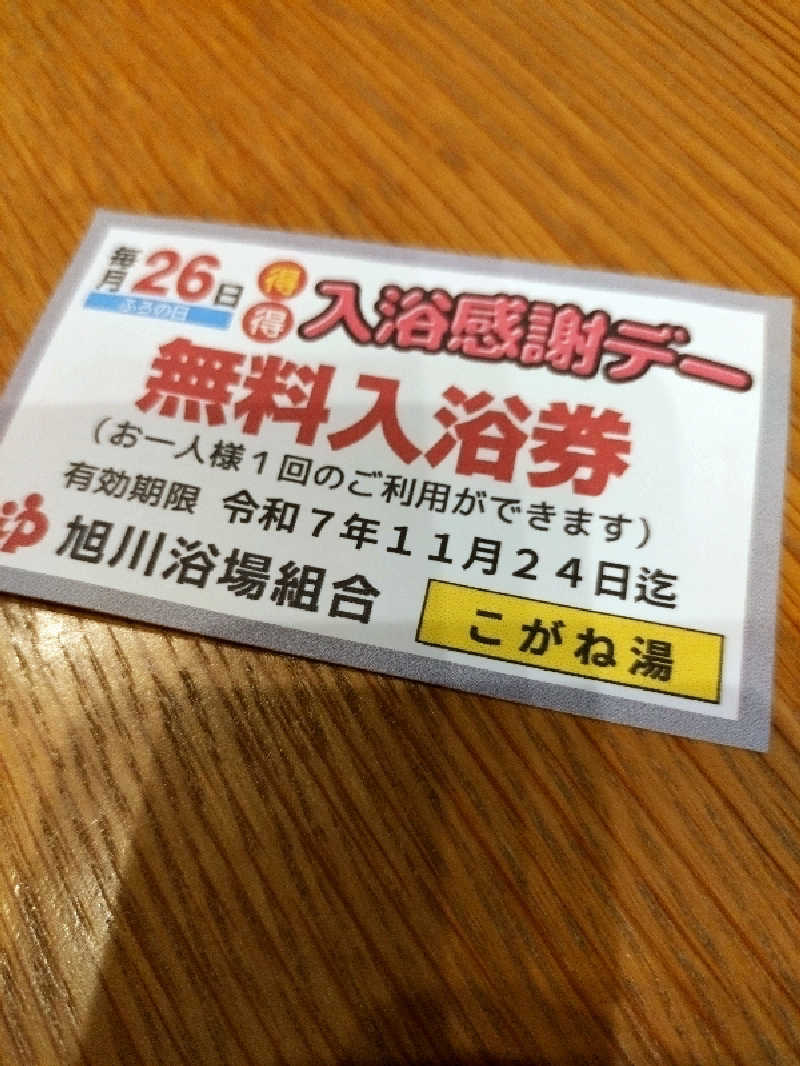 毎月26日
ふろの日
得得
入浴感謝デー
無料入浴券
（お一人様１回のご利用ができます）
有効期限 令和７年１１月２４日迄
旭川浴場組合
こがね湯